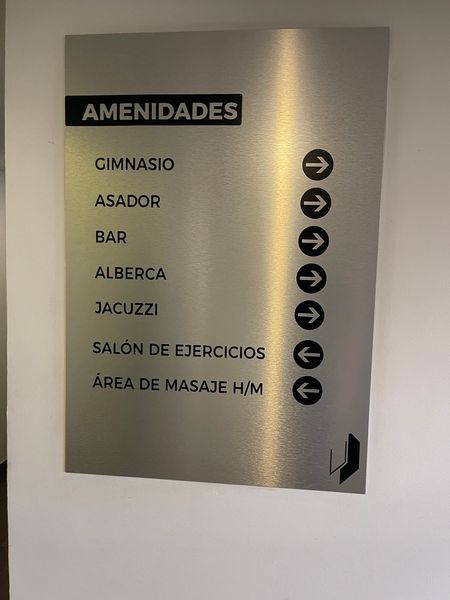 AMENIDADES
GIMNASIO
ASADOR
BAR
ALBERCA
JACUZZI
SALÓN DE EJERCICIOS
ÁREA DE MASAJE H/M